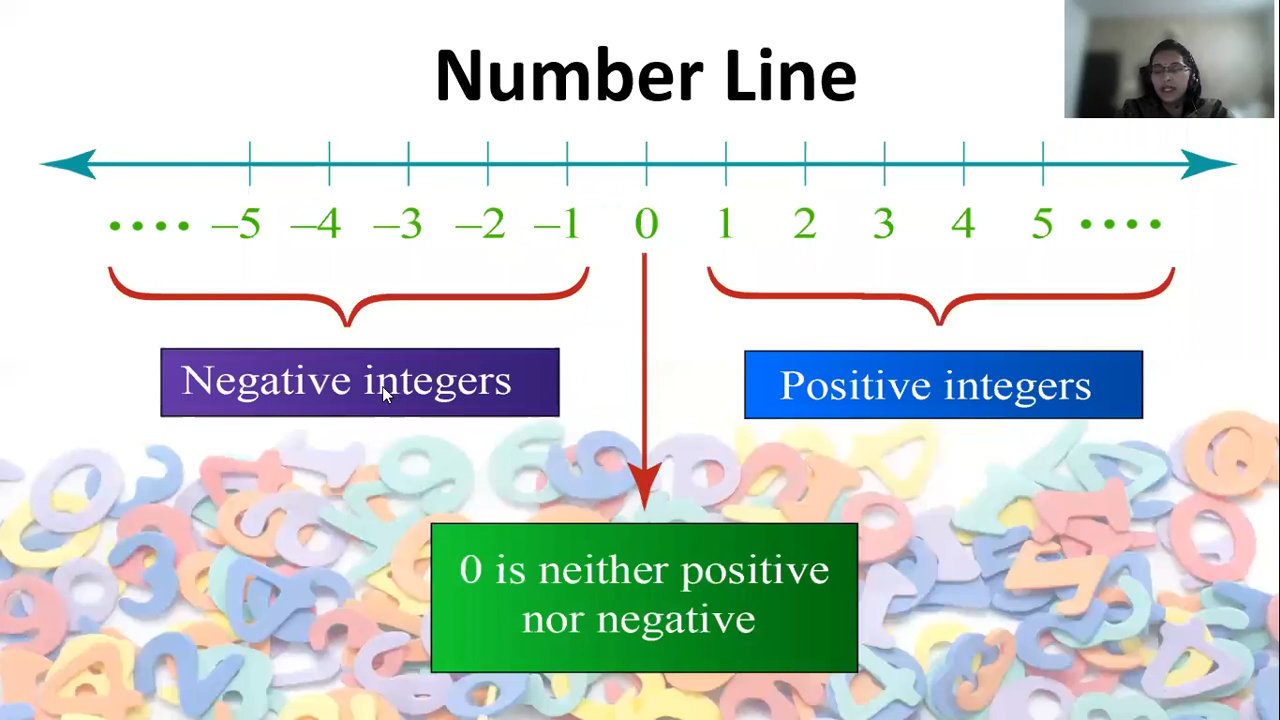 Number Line
.... –5 –4 –3 –2 –1 0 1 2 3 4 5 ....
Negative integers
Positive integers
0 is neither positive
nor negative